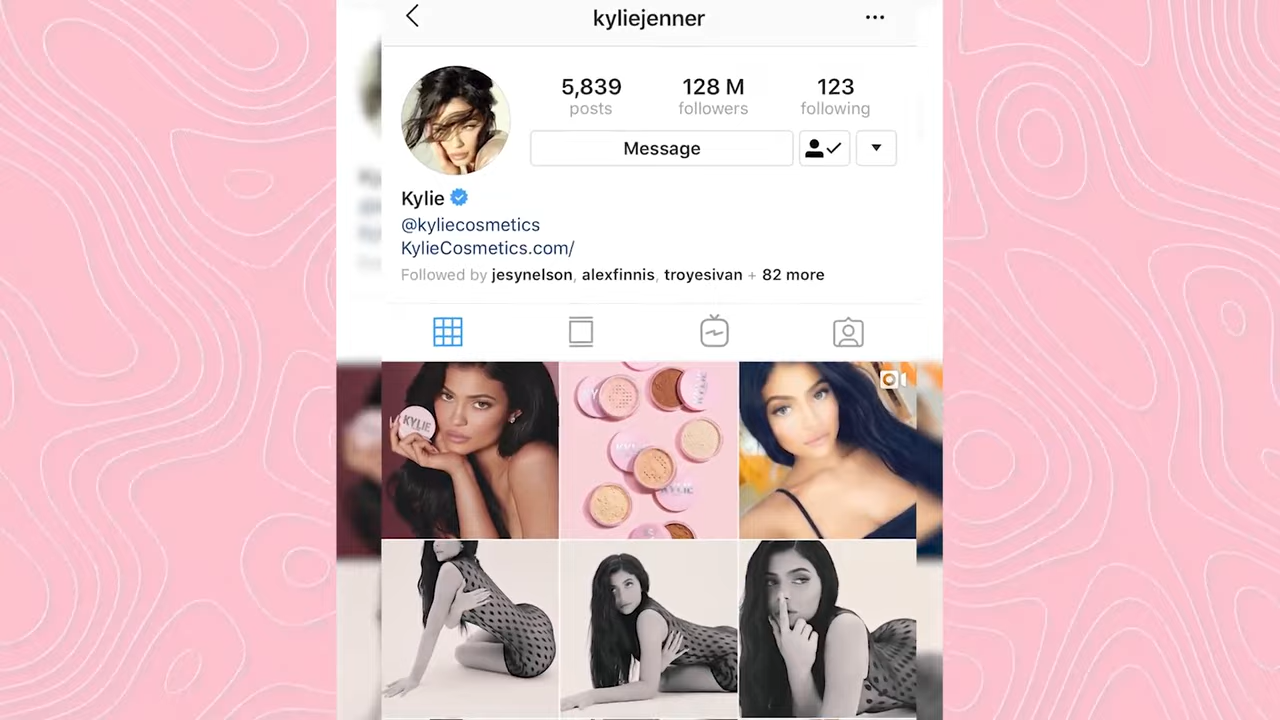 kyliejenner
5,839 128 M 123
posts followers following
Message
Kylie
@kyliecosmetics
KylieCosmetics.com/
Followed by jesynelson, alexfinnis, troyesivan + 82 more
KYLIE
KYLIE